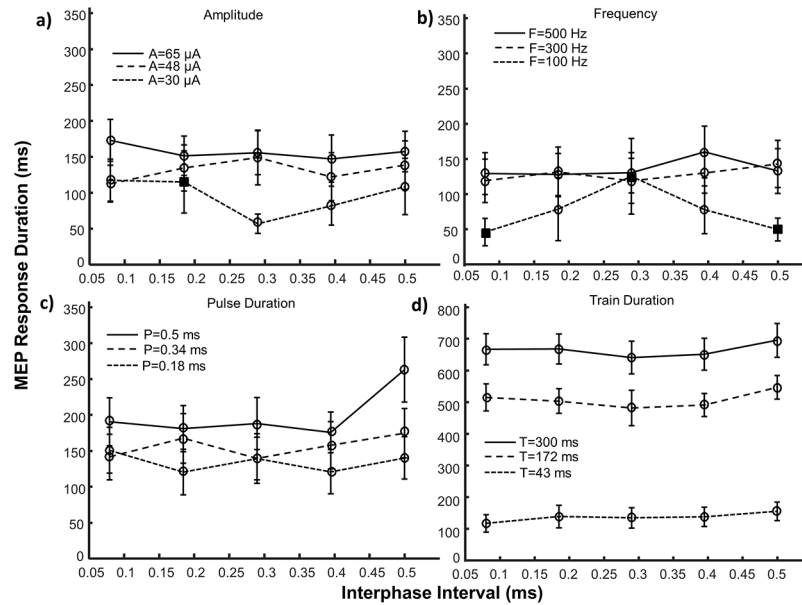 a)
Amplitude
A=65 µA
A=48 µA
A=30 µA
350
300
250
200
150
100
50
0
0.05 0.1 0.15 0.2 0.25 0.3 0.35 0.4 0.45 0.5
b)
Frequency
F=500 Hz
F=300 Hz
F=100 Hz
350
300
250
200
150
100
50
0
0.05 0.1 0.15 0.2 0.25 0.3 0.35 0.4 0.45 0.5
MEP Response Duration (ms)
c)
Pulse Duration
P=0.5 ms
P=0.34 ms
P=0.18 ms
350
300
250
200
150
100
50
0
0.05 0.1 0.15 0.2 0.25 0.3 0.35 0.4 0.45 0.5
d)
Train Duration
T=300 ms
T=172 ms
T=43 ms
700
800
600
500
400
300
200
100
0
0.05 0.1 0.15 0.2 0.25 0.3 0.35 0.4 0.45 0.5
Interphase Interval (ms)